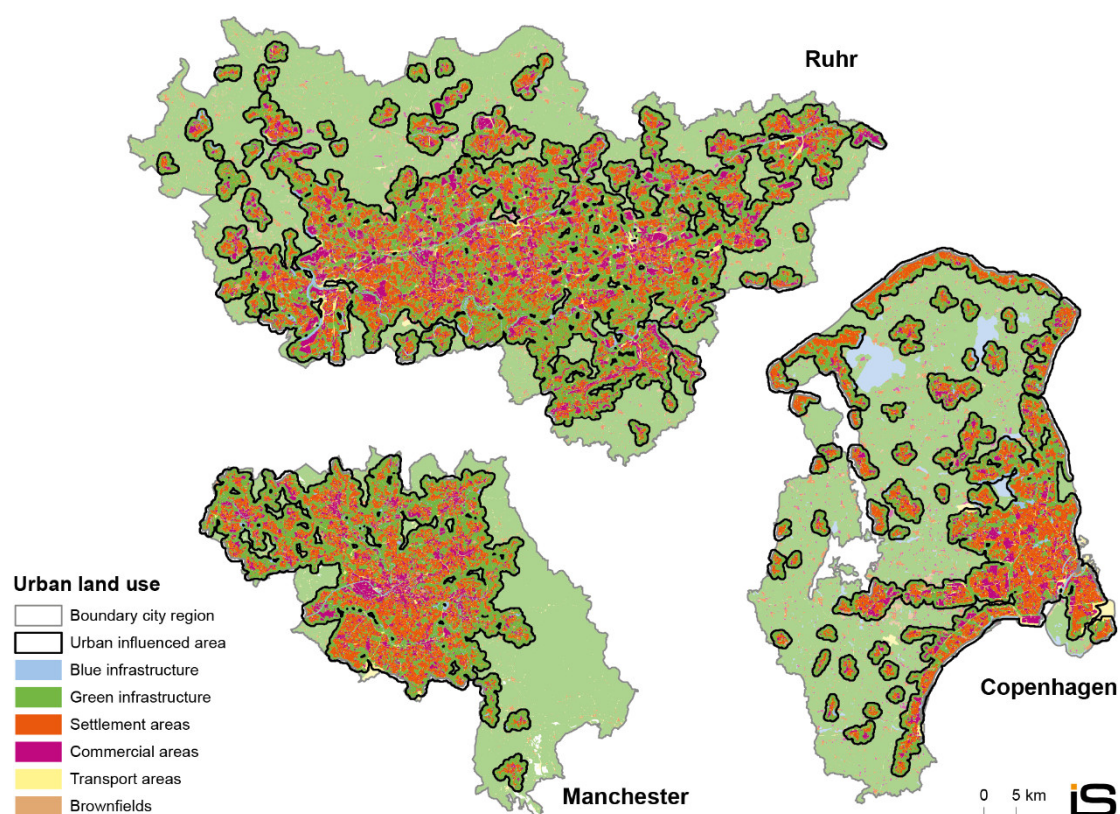 Ruhr
Urban land use
Boundary city region
Urban influenced area
Blue infrastructure
Green infrastructure
Settlement areas
Commercial areas
Transport areas
Brownfields
Manchester
Copenhagen
0 5 km
iS